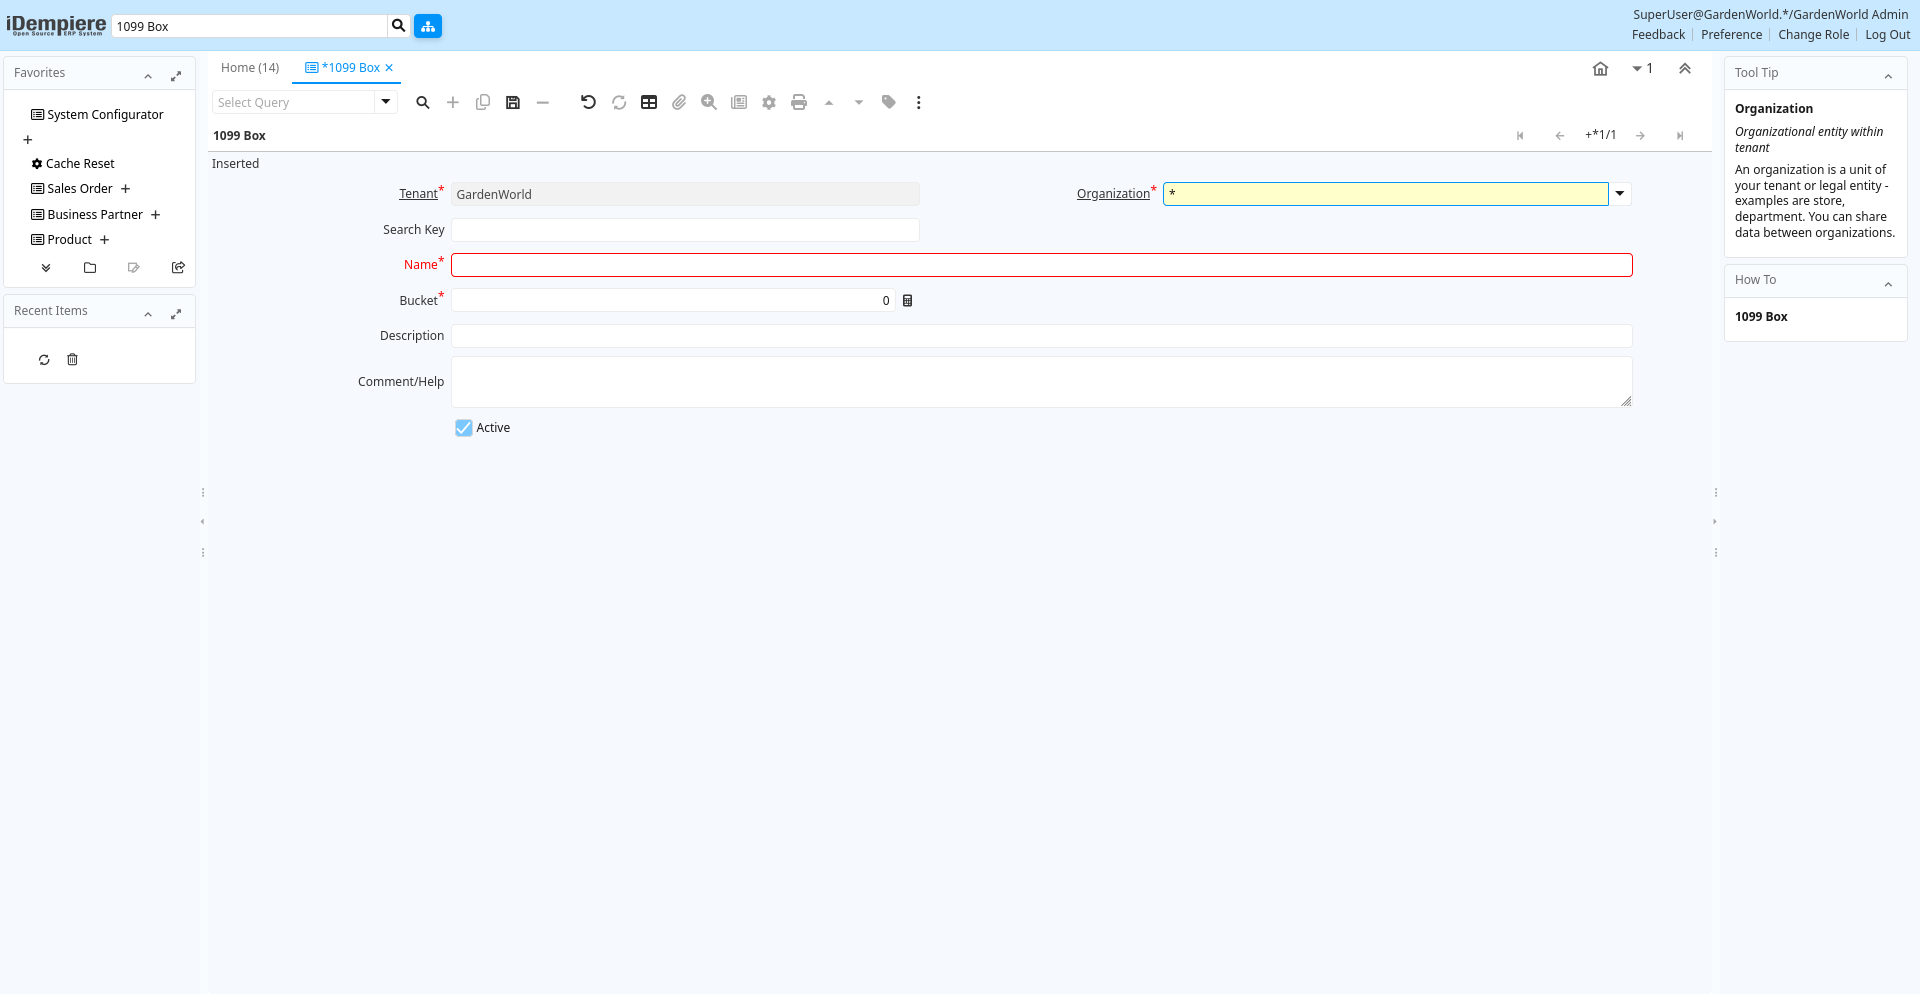 iDempiere
Open Source ERP System
1099 Box
SuperUser@GardenWorld.*/GardenWorld Admin
Feedback Preference Change Role Log Out
Favorites
System Configurator
Cache Reset
Sales Order
Business Partner
Product
Recent Items
Home (14)
*1099 Box
1
Select Query
1099 Box
+*1/1
Inserted
Tenant* GardenWorld
Organization* *
Search Key
Name*
Bucket* 0
Description
Comment/Help
Active
Tool Tip
Organization
Organizational entity within
tenant
An organization is a unit of
your tenant or legal entity -
examples are store,
department. You can share
data between organizations.
How To
1099 Box